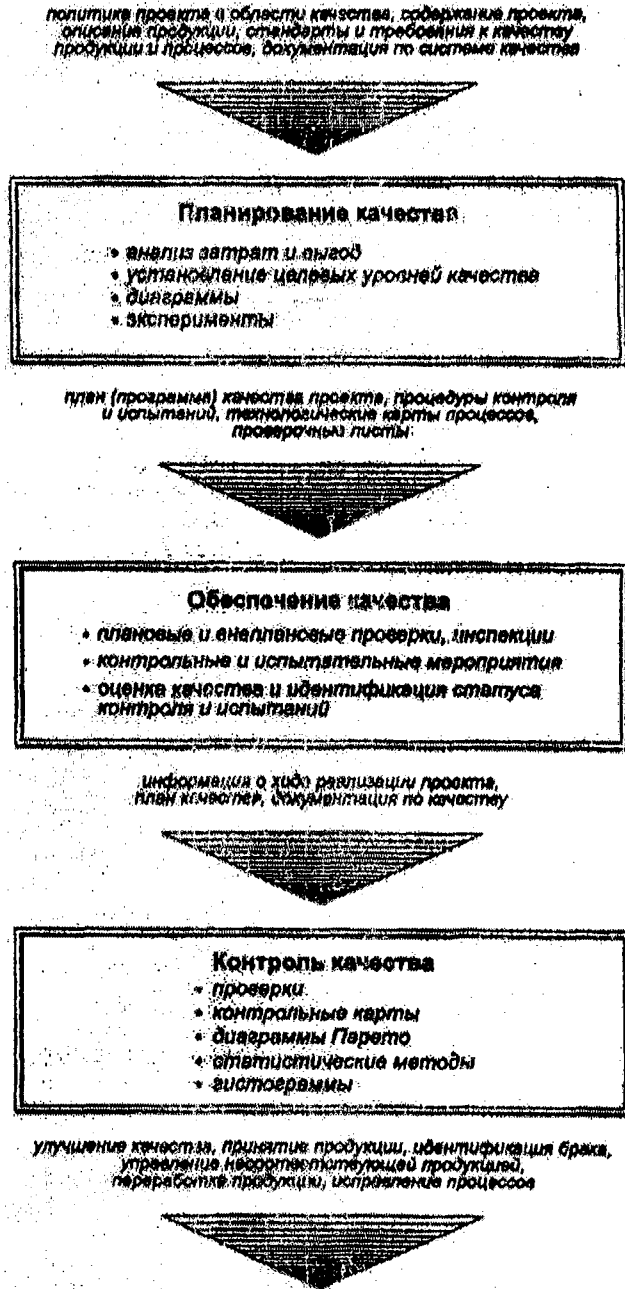 политика проекта в области качества, содержание проекта,
описание продукции, стандарты и требования к качеству
продукции и процессов, документация по системе качества
Планирование качества
• анализ затрат и выгод
• установление целевых уровней качества
• диаграммы
• эксперименты
план (программа) качества проекта, процедуры контроля
и испытаний, технологические карты процессов,
проверочные листы
Обеспечение качества
• плановые и внеплановые проверки, инспекции
• контрольные и испытательные мероприятия
• оценка качества и идентификация статуса
контроля и испытаний
информация о ходе реализации проекта,
план качества, документация по качеству
Контроль качества
• проверки
• контрольные карты
• диаграммы Парето
• статистические методы
• гистограммы
улучшение качества, принятие продукции, идентификация брака,
управление несоответствующей продукцией,
переработка продукции, исправление процессов